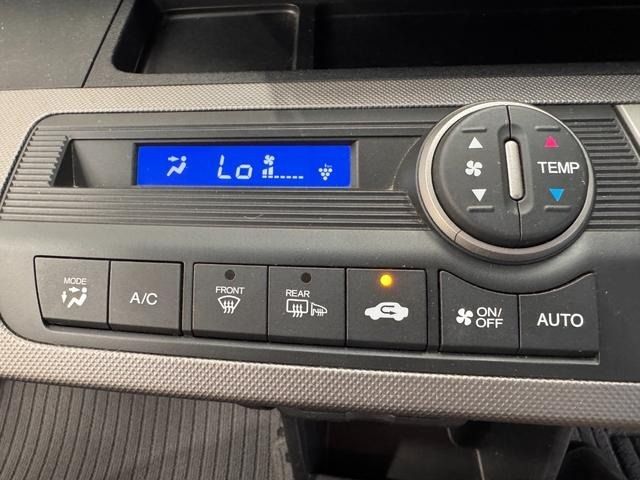 Lo
TEMP
MODE
A/C
FRONT
REAR
ON/
OFF
AUTO